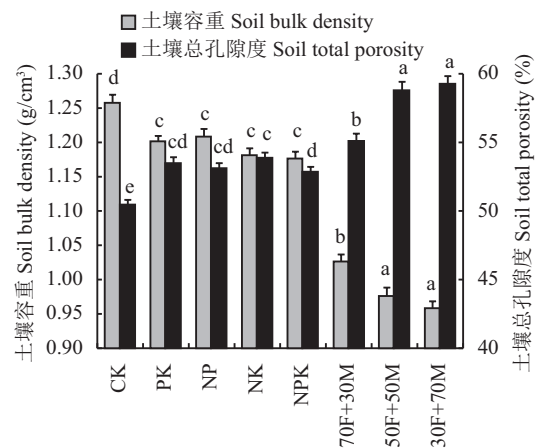 土壤容重 Soil bulk density
土壤总孔隙度 Soil total porosity
土壤容重 Soil bulk density (g/cm³)
1.30
1.25
1.20
1.15
1.10
1.05
1.00
0.95
0.90
d
e
c
cd
c
cd
c
c
c
d
b
b
a
a
a
a
60
55
50
45
40
土壤总孔隙度 Soil total porosity (%)
CK
PK
NP
NK
NPK
70F+30M
50F+50M
30F+70M